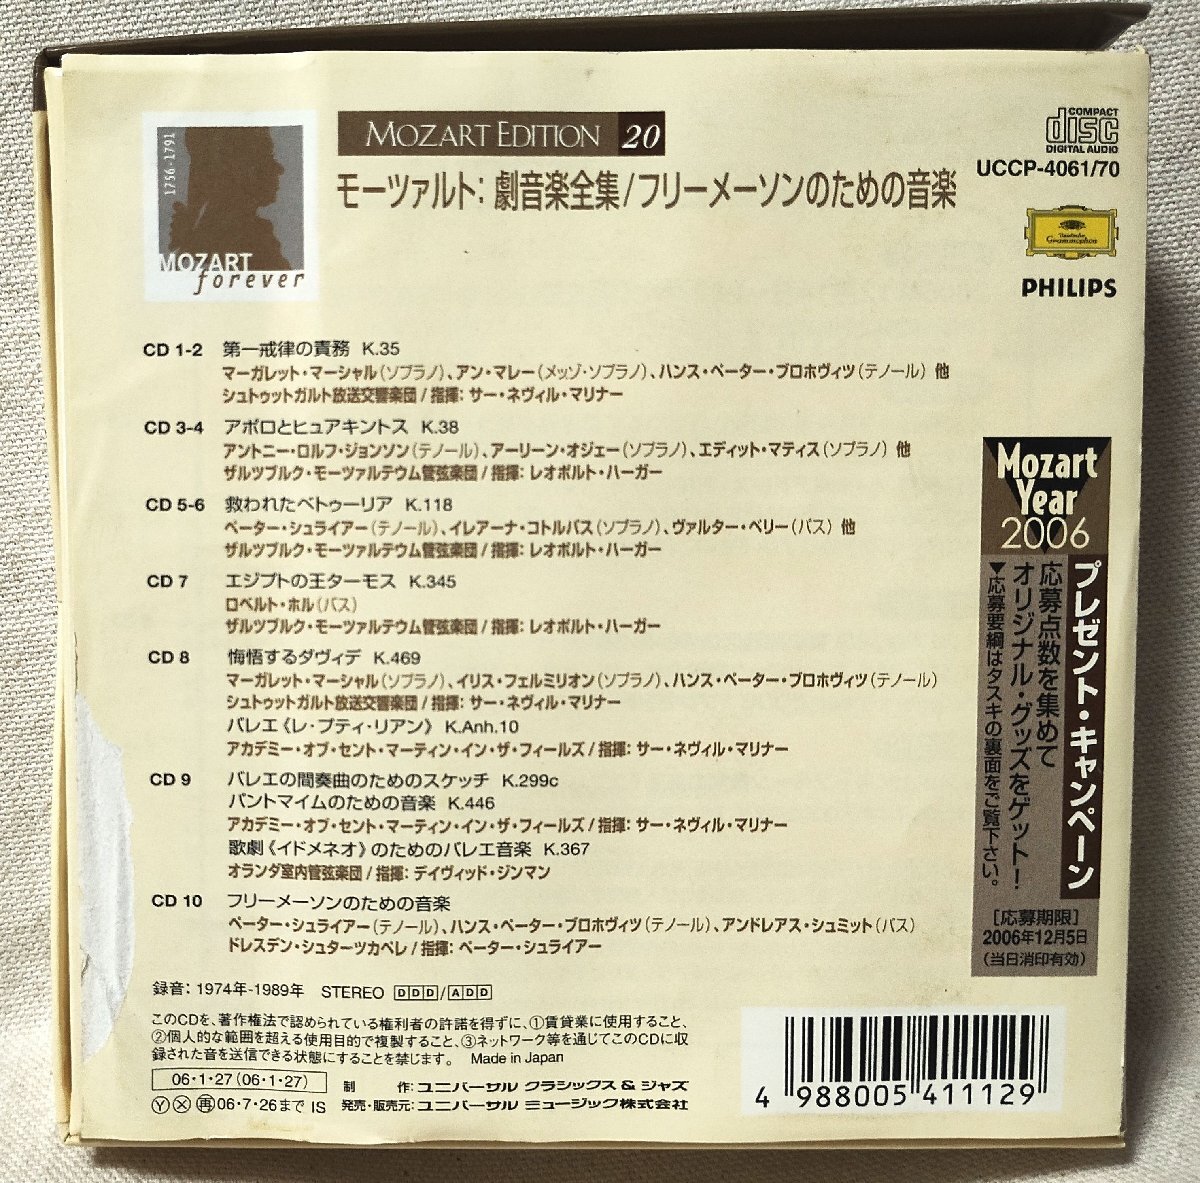 MOZART EDITION 20
モーツァルト: 劇音楽全集/フリーメーソンのための音楽
1756-1791
MOZART
forever
COMPACT
disc
DIGITAL AUDIO
UCCP-4061/70
Deutsche
Grammophon
PHILIPS
CD 1-2 第一戒律の責務 K.35
マーガレット・マーシャル(ソプラノ)、アン・マレー(メッゾ・ソプラノ)、ハンス・ペーター・ブロホヴィツ(テノール) 他
シュトゥットガルト放送交響楽団 / 指揮: サー・ネヴィル・マリナー
CD 3-4 アポロとヒュアキントス K.38
アントニー・ロルフ・ジョンソン(テノール)、アーリーン・オジェー(ソプラノ)、エディット・マティス(ソプラノ) 他
ザルツブルク・モーツァルテウム管弦楽団 / 指揮: レオポルト・ハーガー
CD 5-6 救われたベトゥーリア K.118
ペーター・シュライアー(テノール)、イレアーナ・コトルバス(ソプラノ)、ヴァルター・ベリー(バス) 他
ザルツブルク・モーツァルテウム管弦楽団 / 指揮: レオポルト・ハーガー
CD 7 エジプトの王ターモス K.345
ロベルト・ホル(バス)
ザルツブルク・モーツァルテウム管弦楽団 / 指揮: レオポルト・ハーガー
CD 8 悔悟するダヴィデ K.469
マーガレット・マーシャル(ソプラノ)、イリス・フェルミリオン(ソプラノ)、ハンス・ペーター・ブロホヴィツ(テノール)
シュトゥットガルト放送交響楽団 / 指揮: サー・ネヴィル・マリナー
バレエ《レ・プティ・リアン》 K.Anh.10
アカデミー・オブ・セント・マーティン・イン・ザ・フィールズ / 指揮: サー・ネヴィル・マリナー
CD 9 バレエの間奏曲のためのスケッチ K.299c
パントマイムのための音楽 K.446
アカデミー・オブ・セント・マーティン・イン・ザ・フィールズ / 指揮: サー・ネヴィル・マリナー
歌劇《イドメネオ》のためのバレエ音楽 K.367
オランダ室内管弦楽団 / 指揮: デイヴィッド・ジンマン
CD 10 フリーメーソンのための音楽
ペーター・シュライアー(テノール)、ハンス・ペーター・ブロホヴィツ(テノール)、アンドレアス・シュミット(バス)
ドレスデン・シュターツカペレ / 指揮: ペーター・シュライアー
録音: 1974年-1989年 STEREO DDD/ADD
このCDを、著作権法で認められている権利者の許諾を得ずに、①賃貸業に使用すること、
②個人的な範囲を超える使用目的で複製すること、③ネットワーク等を通じてこのCDに収
録された音を送信できる状態にすることを禁じます。 Made in Japan
06・1・27(06・1・27)
Ⓨ Ⓧ ㊢06・7・26まで IS
制 作: ユニバーサル クラシックス & ジャズ
発売・販売元: ユニバーサル ミュージック株式会社
Mozart
Year
2006
プレゼント・キャンペーン
応募点数を集めて
オリジナル・グッズをゲット!
▼応募要綱はタスキの裏面をご覧下さい。
[応募期限]
2006年12月5日
(当日消印有効)
4 988005 411129